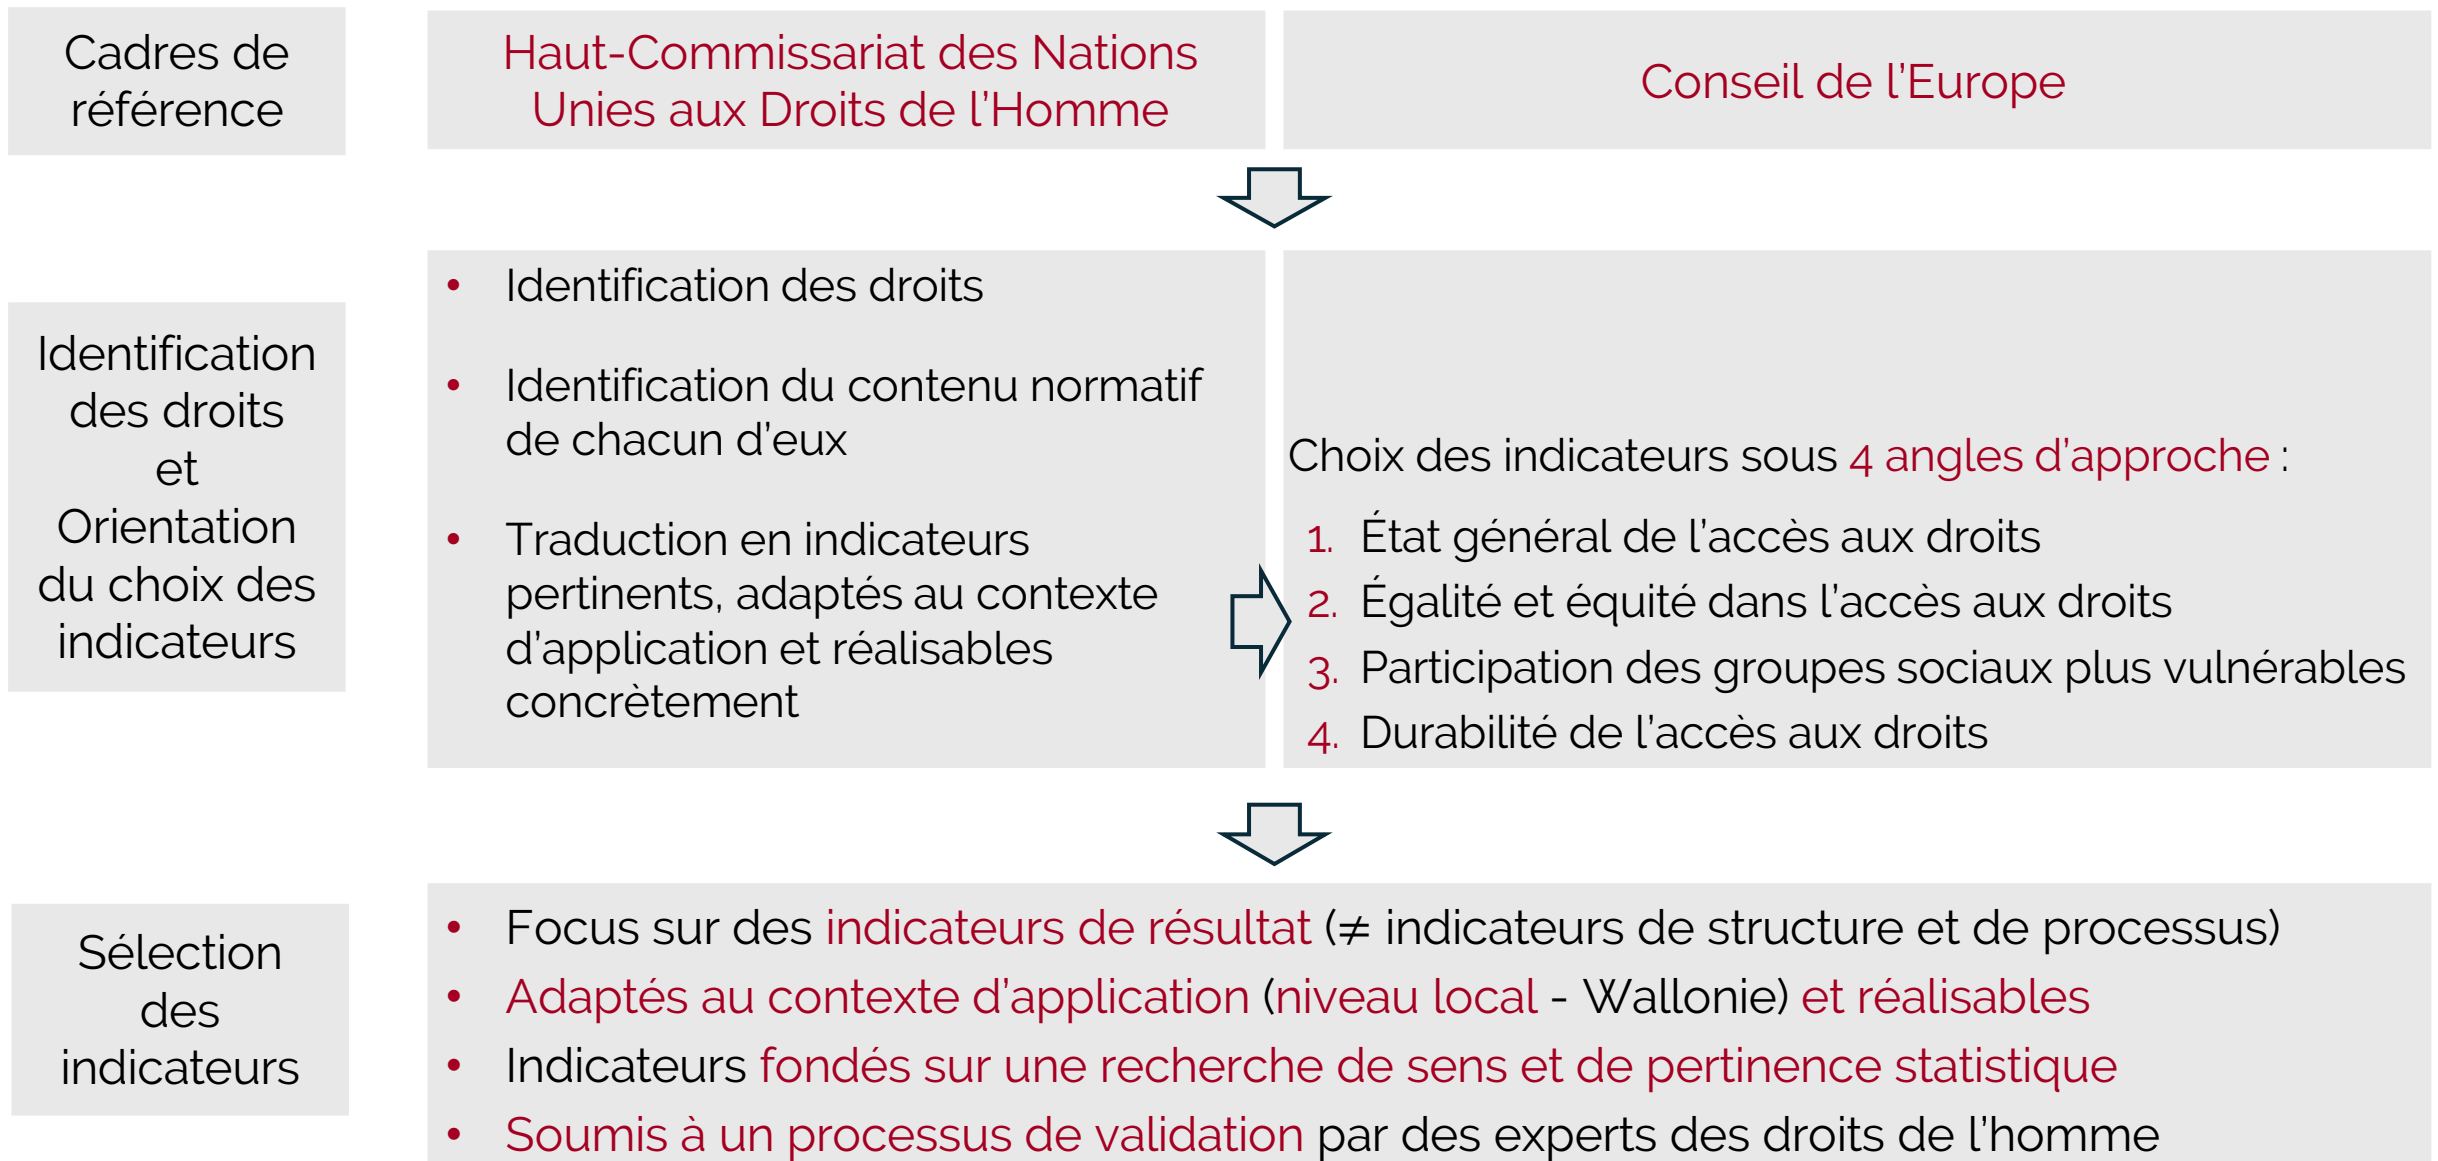 Cadres de
référence
Haut-Commissariat des Nations
Unies aux Droits de l'Homme
Conseil de l'Europe
Identification
des droits
et
Orientation
du choix des
indicateurs
• Identification des droits
• Identification du contenu normatif
de chacun d'eux
• Traduction en indicateurs
pertinents, adaptés au contexte
d'application et réalisables
concrètement
Choix des indicateurs sous 4 angles d'approche :
1. État général de l'accès aux droits
2. Égalité et équité dans l'accès aux droits
3. Participation des groupes sociaux plus vulnérables
4. Durabilité de l'accès aux droits
Sélection
des
indicateurs
• Focus sur des indicateurs de résultat (≠ indicateurs de structure et de processus)
• Adaptés au contexte d'application (niveau local - Wallonie) et réalisables
• Indicateurs fondés sur une recherche de sens et de pertinence statistique
• Soumis à un processus de validation par des experts des droits de l'homme